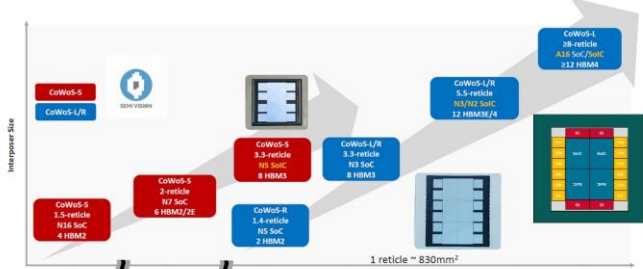 CoWoS-L
≥8-reticle
A16 SoC/SoIC
≥12 HBM4
CoWoS-S
CoWoS-L/R
SEMI VISION
CoWoS-L/R
5.5-reticle
N3/N2 SoIC
12 HBM3E/4
CoWoS-S
3.3-reticle
N5 SoIC
8 HBM3
CoWoS-L/R
3.3-reticle
N3 SoC
8 HBM3
CoWoS-S
2-reticle
N7 SoC
6 HBM2/2E
CoWoS-S
1.5-reticle
N16 SoC
4 HBM2
CoWoS-R
1.4-reticle
N5 SoC
2 HBM2
Interposer Size
1 reticle ~ 830mm²